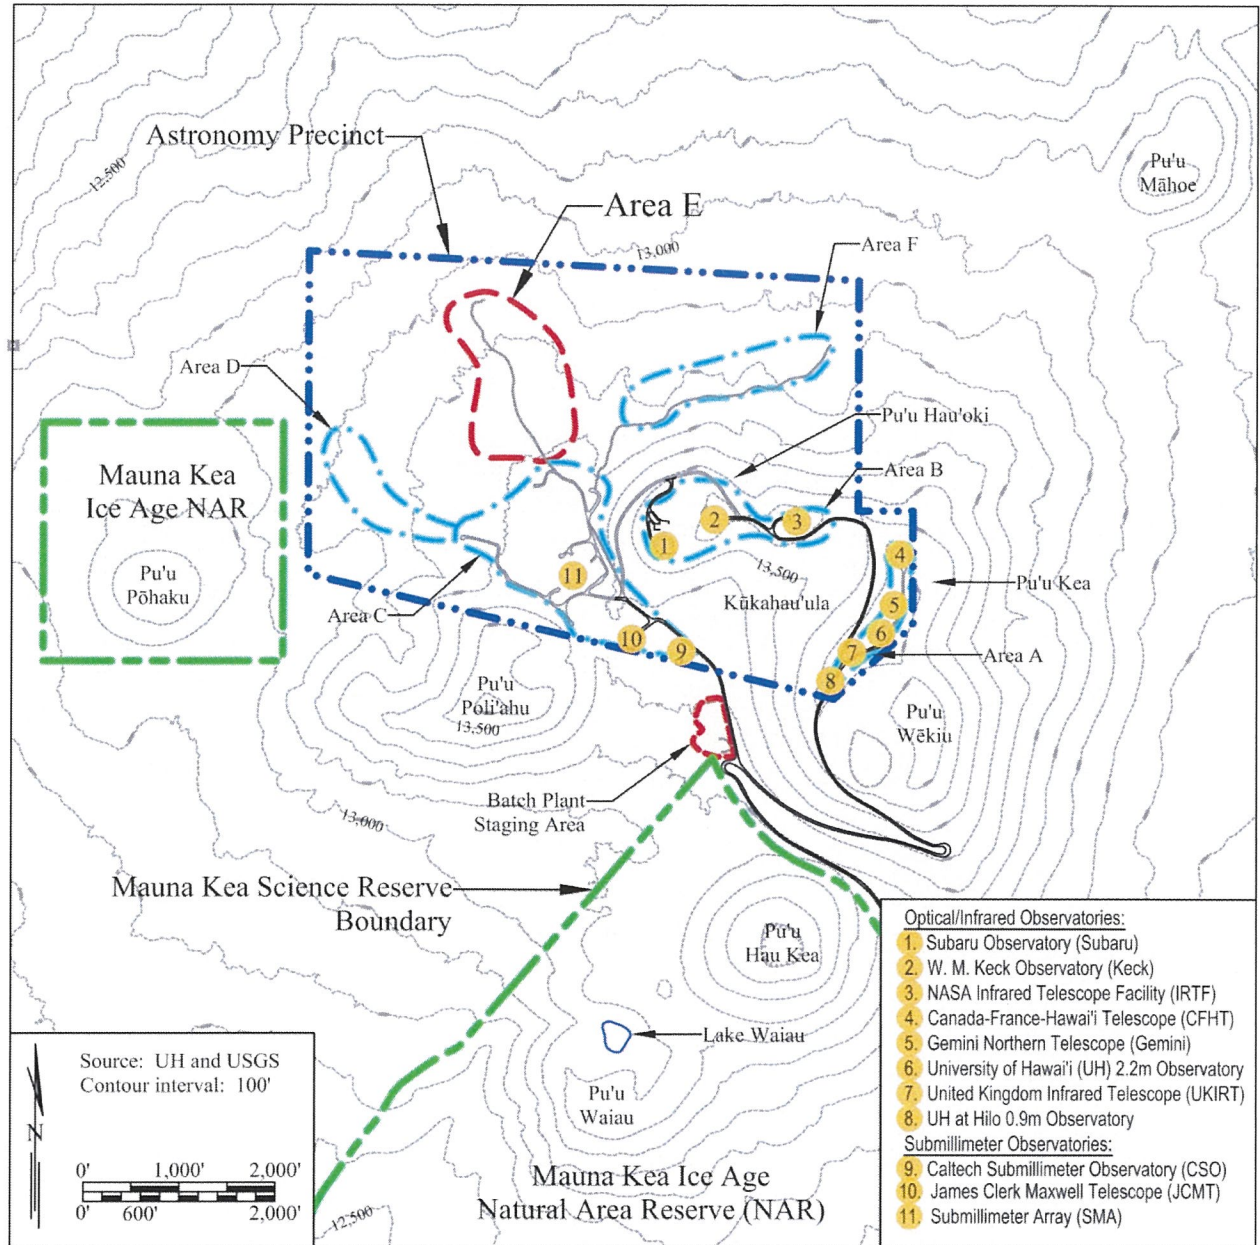 Astronomy Precinct
12,500
Pu'u
Māhoe
Area E
13,000
Area F
Area D
Pu'u Hau'oki
Area B
Mauna Kea
Ice Age NAR
Pu'u
Pōhaku
1
2
3
4
5
6
7
8
9
10
11
13,500
Kūkahau'ula
Pu'u Kea
Area C
Area A
Pu'u
Poli'ahu
13,500
Pu'u
Wēkiu
Batch Plant
Staging Area
13,000
Mauna Kea Science Reserve
Boundary
Pu'u
Hau Kea
Lake Waiau
Pu'u
Waiau
Mauna Kea Ice Age
Natural Area Reserve (NAR)
12,500
Source: UH and USGS
Contour interval: 100'
N
0' 1,000' 2,000'
0' 600' 2,000'
Optical/Infrared Observatories:
1. Subaru Observatory (Subaru)
2. W. M. Keck Observatory (Keck)
3. NASA Infrared Telescope Facility (IRTF)
4. Canada-France-Hawai'i Telescope (CFHT)
5. Gemini Northern Telescope (Gemini)
6. University of Hawai'i (UH) 2.2m Observatory
7. United Kingdom Infrared Telescope (UKIRT)
8. UH at Hilo 0.9m Observatory
Submillimeter Observatories:
9. Caltech Submillimeter Observatory (CSO)
10. James Clerk Maxwell Telescope (JCMT)
11. Submillimeter Array (SMA)